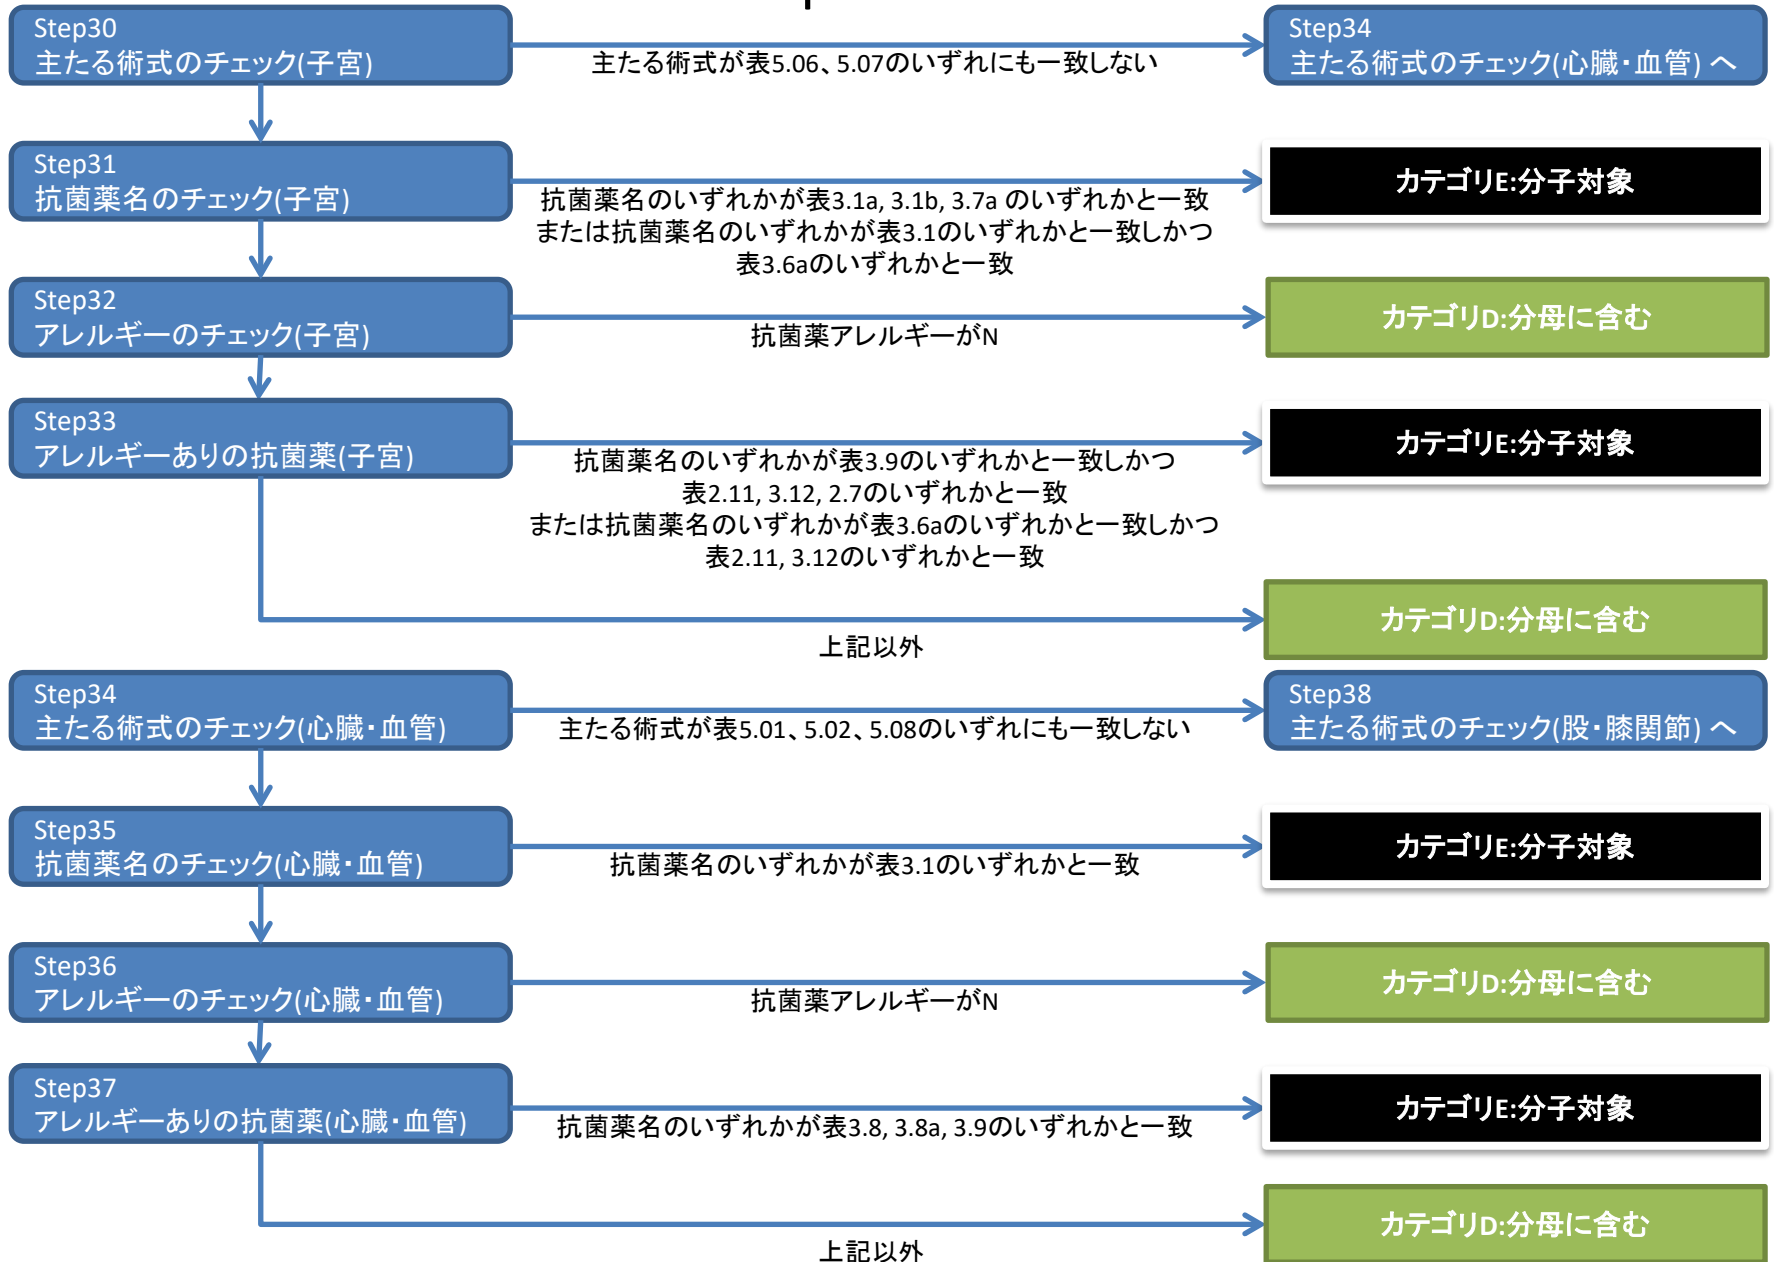 Step30
主たる術式のチェック(子宮)
主たる術式が表5.06、5.07のいずれにも一致しない
Step34
主たる術式のチェック(心臓・血管) へ
Step31
抗菌薬名のチェック(子宮)
抗菌薬名のいずれかが表3.1a, 3.1b, 3.7a のいずれかと一致
または抗菌薬名のいずれかが表3.1のいずれかと一致しかつ
表3.6aのいずれかと一致
カテゴリE:分子対象
Step32
アレルギーのチェック(子宮)
抗菌薬アレルギーがN
カテゴリD:分母に含む
Step33
アレルギーありの抗菌薬(子宮)
抗菌薬名のいずれかが表3.9のいずれかと一致しかつ
表2.11, 3.12, 2.7のいずれかと一致
または抗菌薬名のいずれかが表3.6aのいずれかと一致しかつ
表2.11, 3.12のいずれかと一致
カテゴリE:分子対象
上記以外
カテゴリD:分母に含む
Step34
主たる術式のチェック(心臓・血管)
主たる術式が表5.01、5.02、5.08のいずれにも一致しない
Step38
主たる術式のチェック(股・膝関節) へ
Step35
抗菌薬名のチェック(心臓・血管)
抗菌薬名のいずれかが表3.1のいずれかと一致
カテゴリE:分子対象
Step36
アレルギーのチェック(心臓・血管)
抗菌薬アレルギーがN
カテゴリD:分母に含む
Step37
アレルギーありの抗菌薬(心臓・血管)
抗菌薬名のいずれかが表3.8, 3.8a, 3.9のいずれかと一致
カテゴリE:分子対象
上記以外
カテゴリD:分母に含む